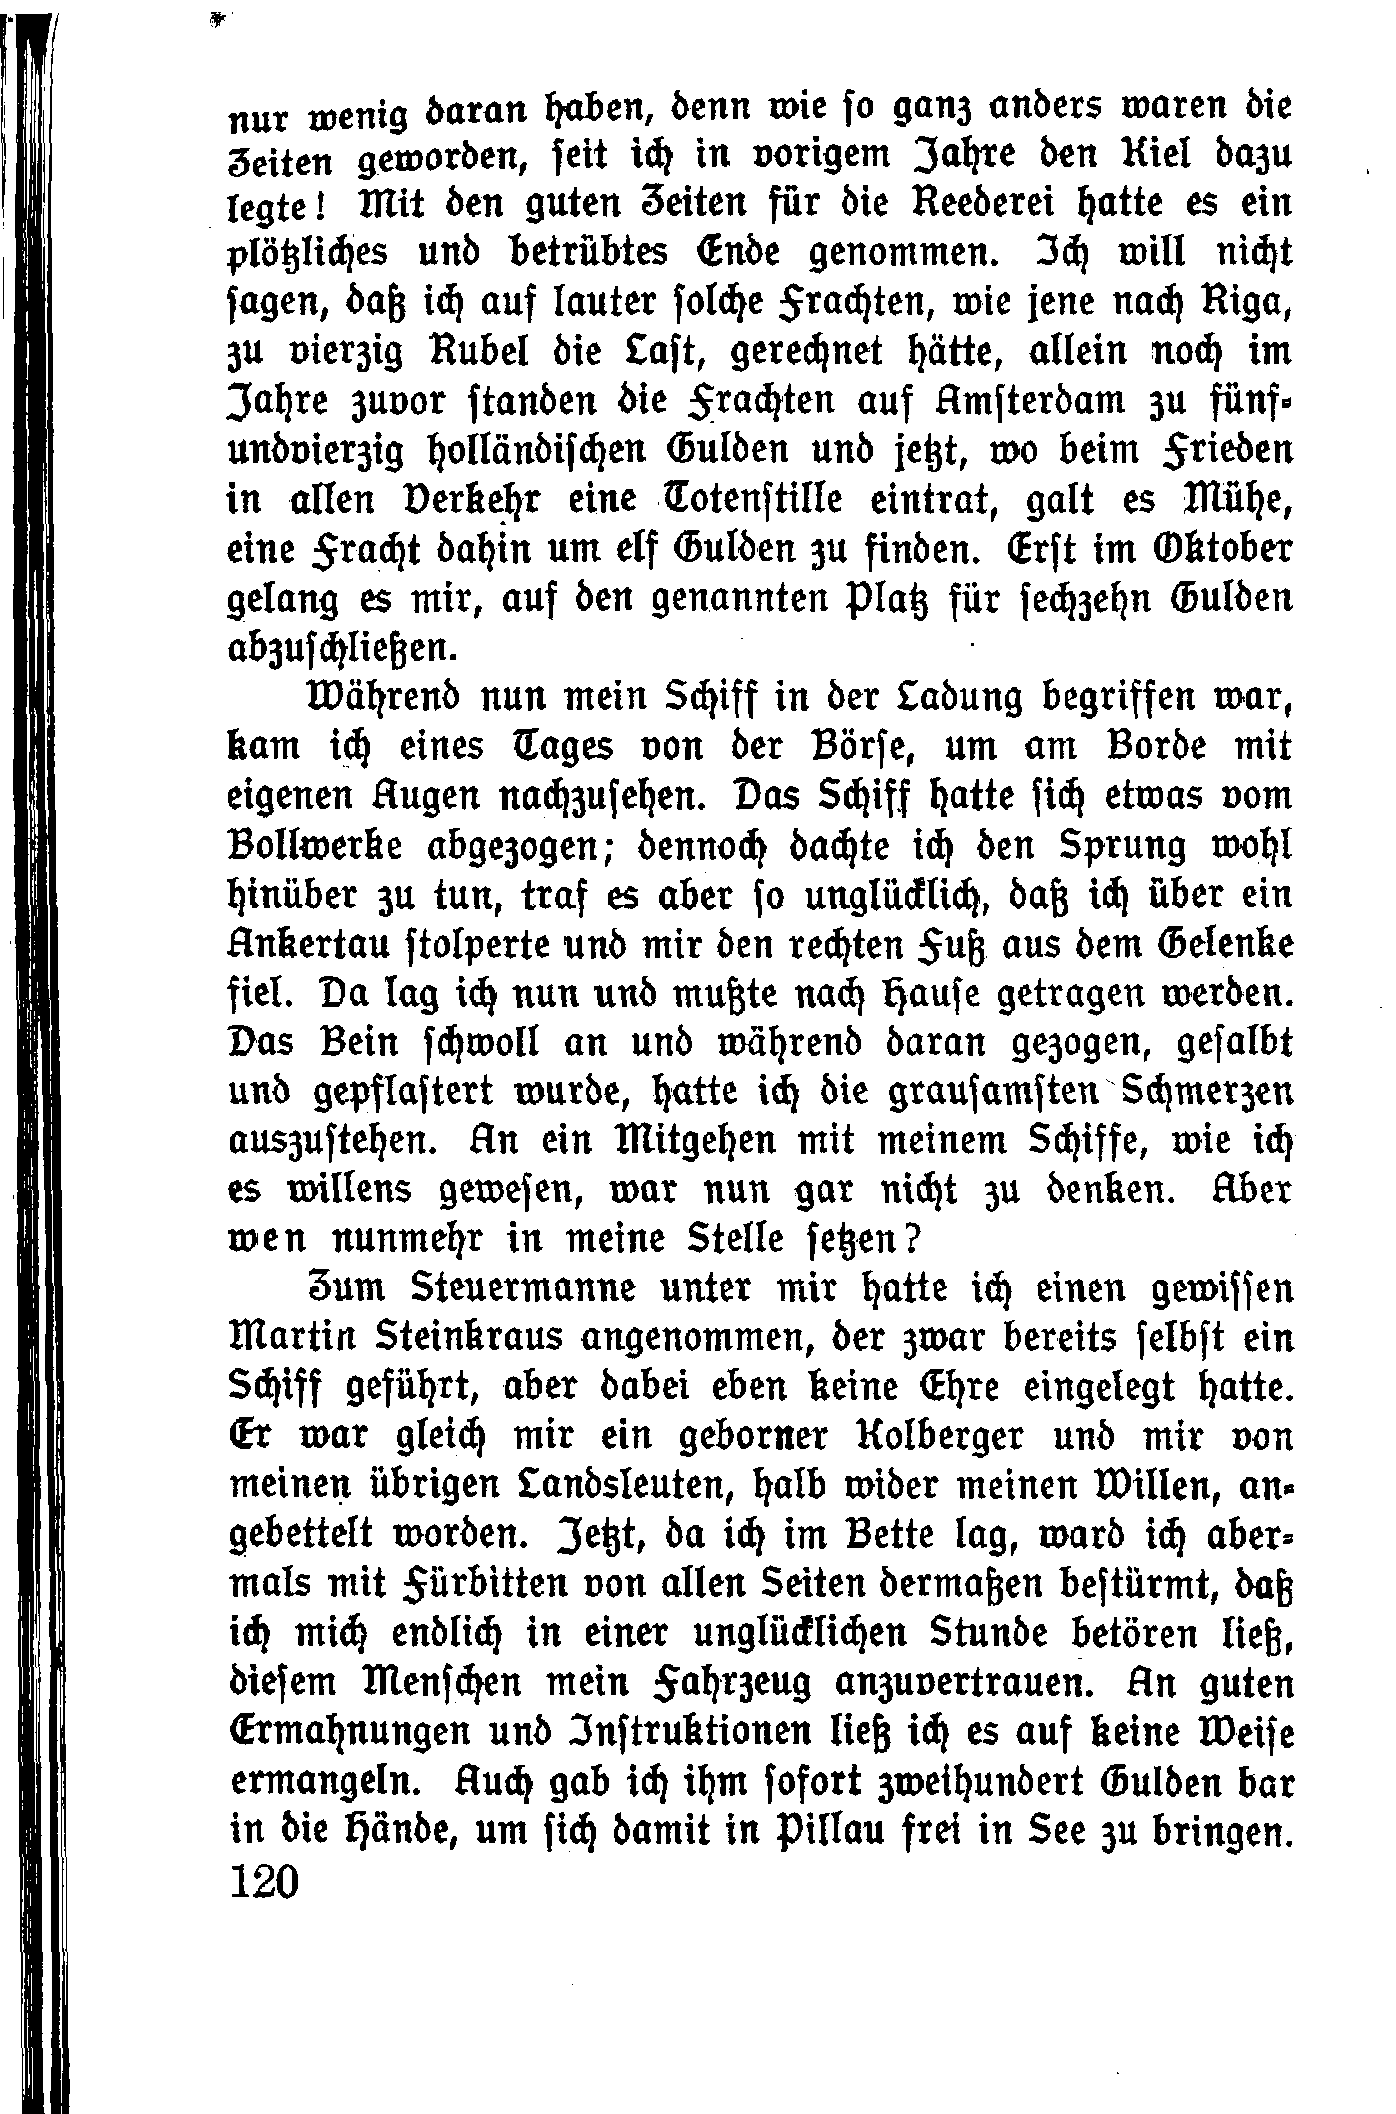 nur wenig daran haben, denn wie so ganz anders waren die
Zeiten geworden, seit ich in vorigem Jahre den Kiel dazu
legte! Mit den guten Zeiten für die Reederei hatte es ein
plötzliches und betrübtes Ende genommen. Ich will nicht
sagen, daß ich auf lauter solche Frachten, wie jene nach Riga,
zu vierzig Rubel die Last, gerechnet hätte, allein noch im
Jahre zuvor standen die Frachten auf Amsterdam zu fünf-
undvierzig holländischen Gulden und jetzt, wo beim Frieden
in allen Verkehr eine Totenstille eintrat, galt es Mühe,
eine Fracht dahin um elf Gulden zu finden. Erst im Oktober
gelang es mir, auf den genannten Platz für sechzehn Gulden
abzuschließen.
Während nun mein Schiff in der Ladung begriffen war,
kam ich eines Tages von der Börse, um am Borde mit
eigenen Augen nachzusehen. Das Schiff hatte sich etwas vom
Bollwerke abgezogen; dennoch dachte ich den Sprung wohl
hinüber zu tun, traf es aber so unglücklich, daß ich über ein
Ankertau stolperte und mir den rechten Fuß aus dem Gelenke
fiel. Da lag ich nun und mußte nach Hause getragen werden.
Das Bein schwoll an und während daran gezogen, gesalbt
und gepflastert wurde, hatte ich die grausamsten Schmerzen
auszustehen. An ein Mitgehen mit meinem Schiffe, wie ich
es willens gewesen, war nun gar nicht zu denken. Aber
wen nunmehr in meine Stelle setzen?
Zum Steuermanne unter mir hatte ich einen gewissen
Martin Steinkraus angenommen, der zwar bereits selbst ein
Schiff geführt, aber dabei eben keine Ehre eingelegt hatte.
Er war gleich mir ein geborner Kolberger und mir von
meinen übrigen Landsleuten, halb wider meinen Willen, an-
gebettelt worden. Jetzt, da ich im Bette lag, ward ich aber-
mals mit Fürbitten von allen Seiten dermaßen bestürmt, daß
ich mich endlich in einer unglücklichen Stunde betören ließ,
diesem Menschen mein Fahrzeug anzuvertrauen. An guten
Ermahnungen und Instruktionen ließ ich es auf keine Weise
ermangeln. Auch gab ich ihm sofort zweihundert Gulden bar
in die Hände, um sich damit in Pillau frei in See zu bringen.
120